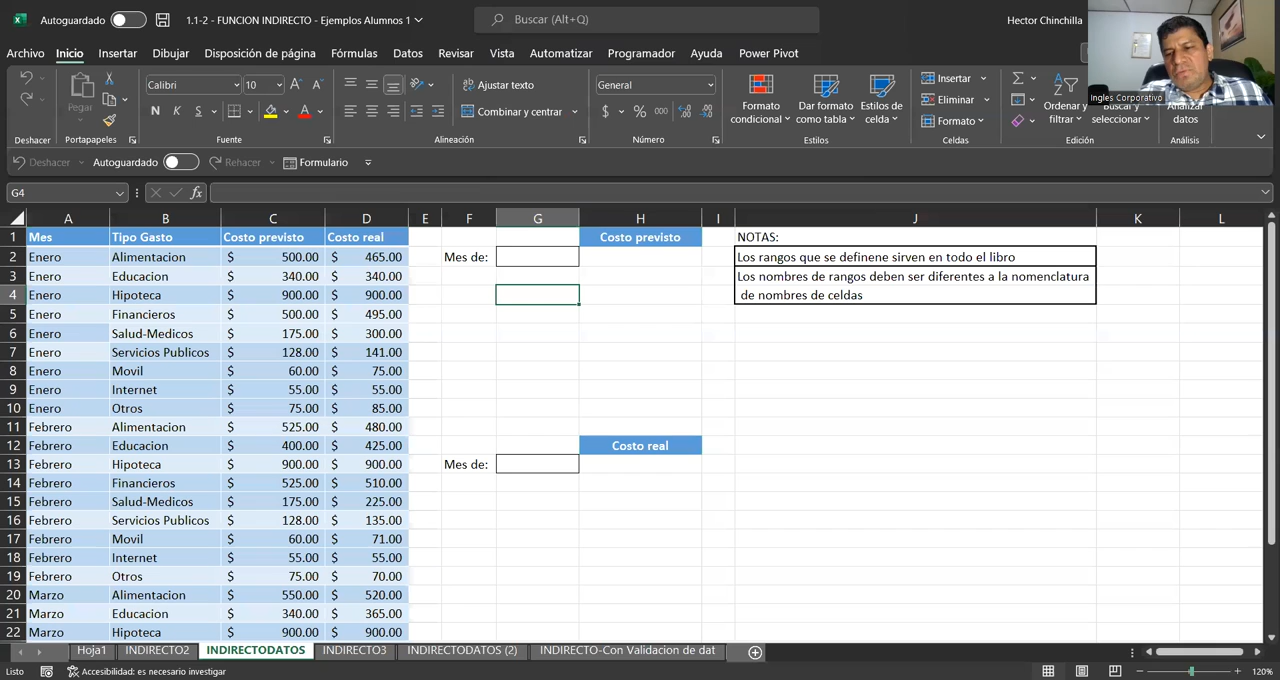 Autoguardado
1.1-2 - FUNCION INDIRECTO - Ejemplos Alumnos 1
Buscar (Alt+Q)
Hector Chinchilla
Archivo Inicio Insertar Dibujar Disposición de página Fórmulas Datos Revisar Vista Automatizar Programador Ayuda Power Pivot
Pegar
Calibri 10
N K S
Ajustar texto
Combinar y centrar
General
$ % 000
Formato condicional
Dar formato como tabla
Estilos de celda
Insertar
Eliminar
Formato
Ordenar y filtrar
seleccionar
datos
Ingles Corporativo
Deshacer Portapapeles Fuente Alineación Número Estilos Celdas Edición Análisis
Deshacer Autoguardado Rehacer Formulario
G4 fx
A B C D E F G H I J K L
1 Mes Tipo Gasto Costo previsto Costo real Costo previsto NOTAS:
2 Enero Alimentacion $ 500.00 $ 465.00 Mes de: Los rangos que se definene sirven en todo el libro
3 Enero Educacion $ 340.00 $ 340.00 Los nombres de rangos deben ser diferentes a la nomenclatura
4 Enero Hipoteca $ 900.00 $ 900.00 de nombres de celdas
5 Enero Financieros $ 500.00 $ 495.00
6 Enero Salud-Medicos $ 175.00 $ 300.00
7 Enero Servicios Publicos $ 128.00 $ 141.00
8 Enero Movil $ 60.00 $ 75.00
9 Enero Internet $ 55.00 $ 55.00
10 Enero Otros $ 75.00 $ 85.00
11 Febrero Alimentacion $ 525.00 $ 480.00
12 Febrero Educacion $ 400.00 $ 425.00 Costo real
13 Febrero Hipoteca $ 900.00 $ 900.00 Mes de:
14 Febrero Financieros $ 525.00 $ 510.00
15 Febrero Salud-Medicos $ 175.00 $ 225.00
16 Febrero Servicios Publicos $ 128.00 $ 135.00
17 Febrero Movil $ 60.00 $ 71.00
18 Febrero Internet $ 55.00 $ 55.00
19 Febrero Otros $ 75.00 $ 70.00
20 Marzo Alimentacion $ 550.00 $ 520.00
21 Marzo Educacion $ 340.00 $ 365.00
22 Marzo Hipoteca $ 900.00 $ 900.00
Hoja1 INDIRECTO2 INDIRECTODATOS INDIRECTO3 INDIRECTODATOS (2) INDIRECTO-Con Validacion de dat
Listo Accesibilidad: es necesario investigar 120%